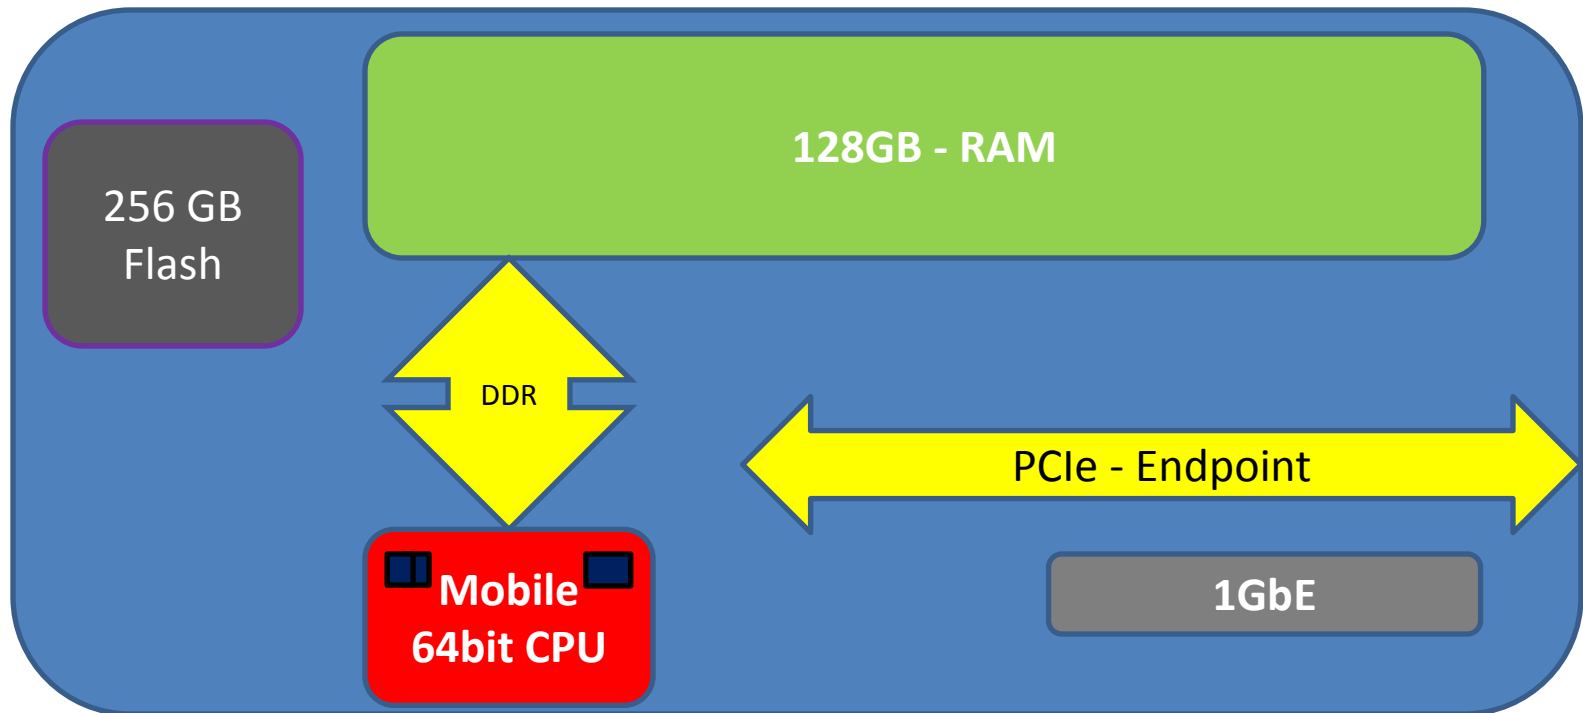 128GB - RAM
256 GB
Flash
DDR
PCIe - Endpoint
Mobile
64bit CPU
1GbE